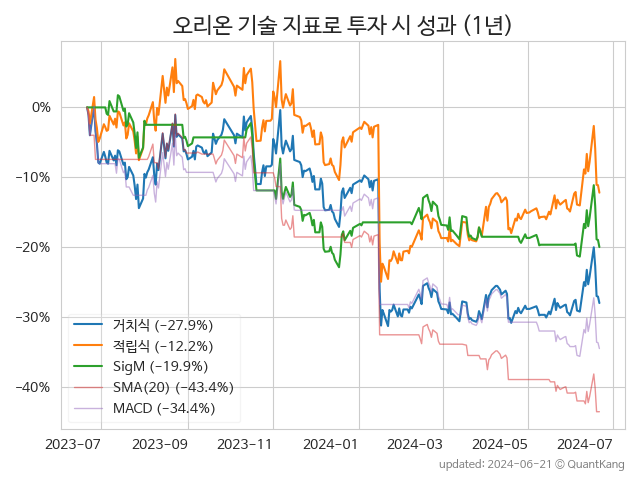 오리온 기술 지표로 투자 시 성과 (1년)
0%
−10%
−20%
−30%
−40%
거치식 (−27.9%)
적립식 (−12.2%)
SigM (−19.9%)
SMA(20) (−43.4%)
MACD (−34.4%)
2023-07 2023-09 2023-11 2024-01 2024-03 2024-05 2024-07
updated: 2024-06-21 © QuantKang